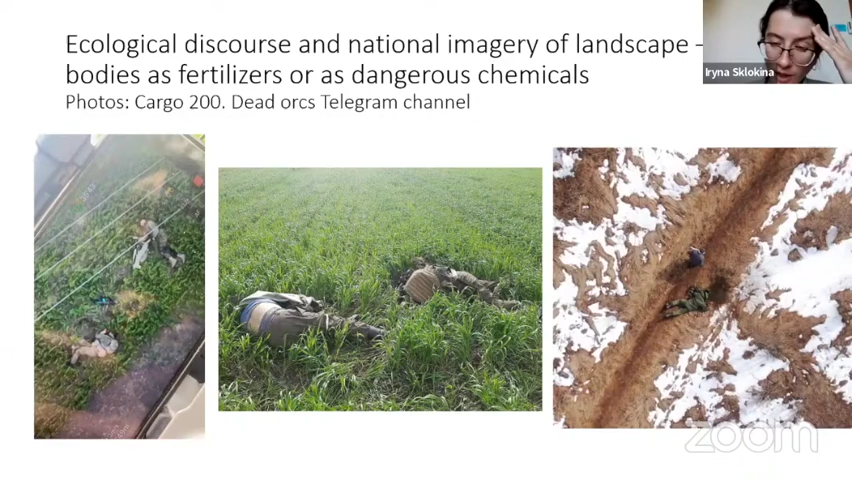 Ecological discourse and national imagery of landscape –
bodies as fertilizers or as dangerous chemicals
Photos: Cargo 200. Dead orcs Telegram channel
Iryna Sklokina
zoom